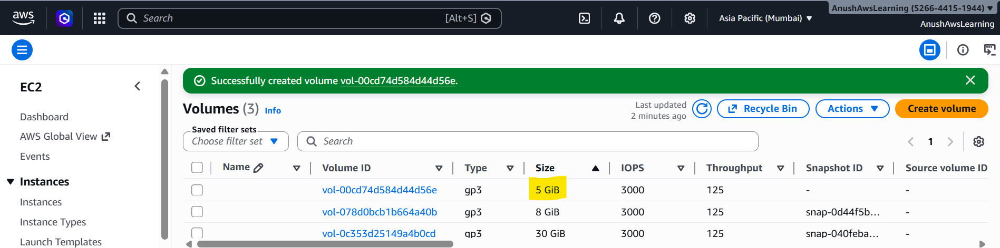 aws
Search [Alt+S]
Asia Pacific (Mumbai) ▼
AnushAwsLearning (5266-4415-1944) ▼
AnushAwsLearning
EC2
Dashboard
AWS Global View
Events
Instances
Instances
Instance Types
Launch Templates
Successfully created volume vol-00cd74d584d44d56e.
Volumes (3) Info
Last updated
2 minutes ago
Recycle Bin
Actions
Create volume
Saved filter sets
Choose filter set
Search
1
Name Volume ID Type Size IOPS Throughput Snapshot ID Source volume ID
vol-00cd74d584d44d56e gp3 5 GiB 3000 125 - -
vol-078d0bcb1b664a40b gp3 8 GiB 3000 125 snap-0d44f5b... -
vol-0c353d25149a4b0cd gp3 30 GiB 3000 125 snap-040feba... -